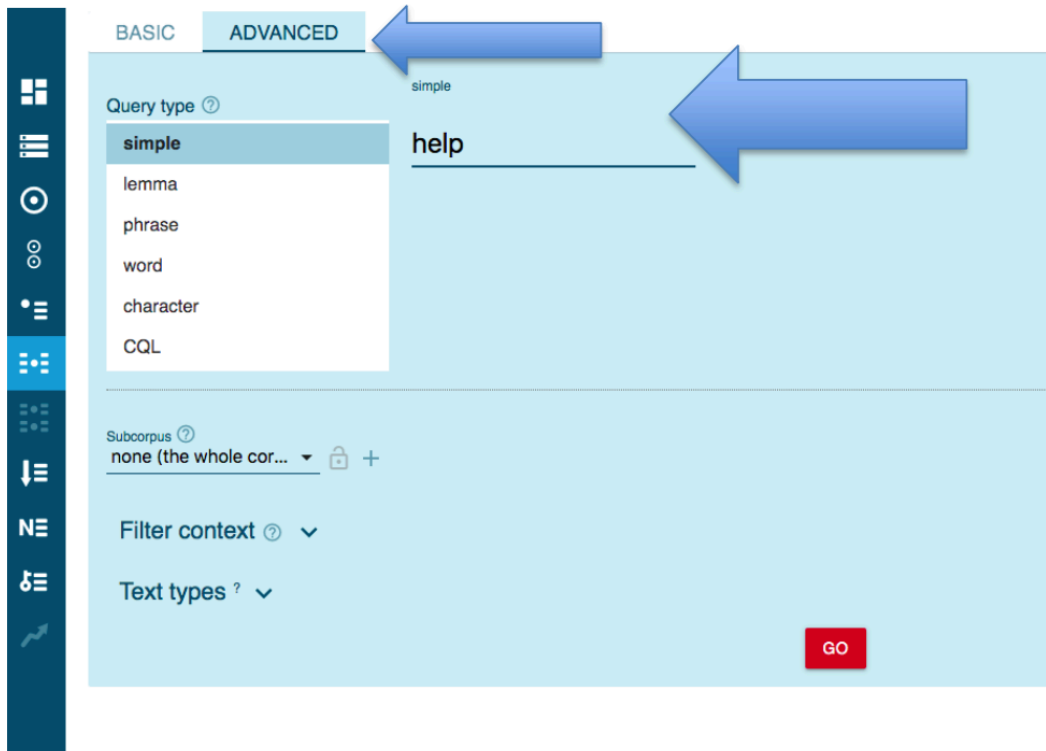 BASIC ADVANCED
simple
Query type ?
simple
help
lemma
phrase
word
character
CQL
Subcorpus ?
none (the whole cor...
Filter context ?
Text types ?
GO
N